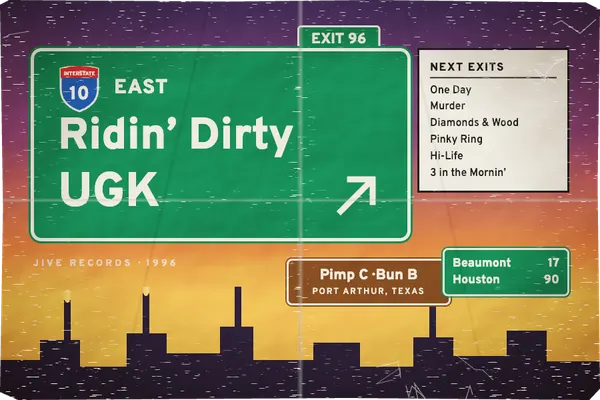 EXIT 96
INTERSTATE
10
EAST
Ridin’ Dirty
UGK
NEXT EXITS
One Day
Murder
Diamonds & Wood
Pinky Ring
Hi-Life
3 in the Mornin’
JIVE RECORDS · 1996
Pimp C · Bun B
PORT ARTHUR, TEXAS
Beaumont 17
Houston 90